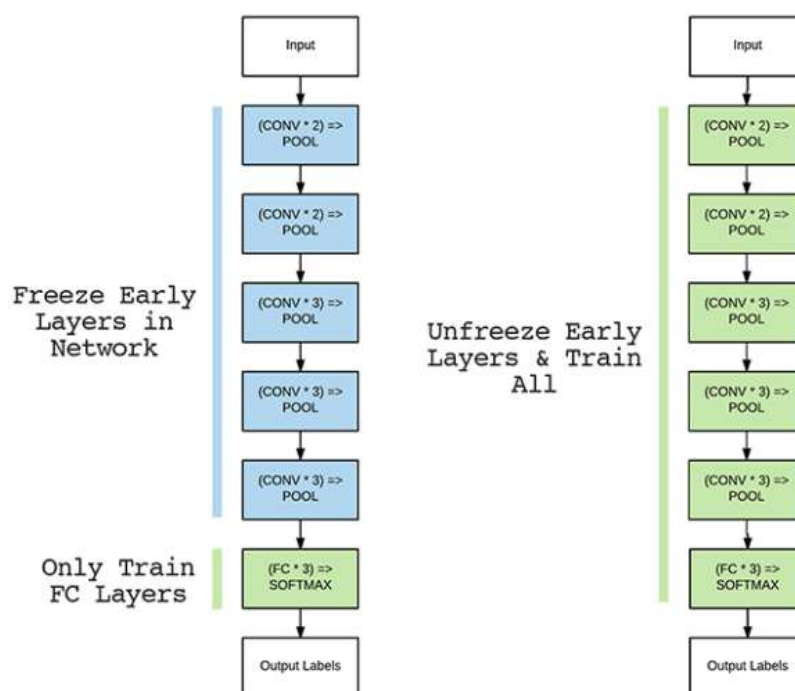 Input
(CONV * 2) =>
POOL
(CONV * 2) =>
POOL
(CONV * 3) =>
POOL
(CONV * 3) =>
POOL
(CONV * 3) =>
POOL
(FC * 3) =>
SOFTMAX
Output Labels
Freeze Early
Layers in
Network
Only Train
FC Layers
Input
(CONV * 2) =>
POOL
(CONV * 2) =>
POOL
(CONV * 3) =>
POOL
(CONV * 3) =>
POOL
(CONV * 3) =>
POOL
(FC * 3) =>
SOFTMAX
Output Labels
Unfreeze Early
Layers & Train
All